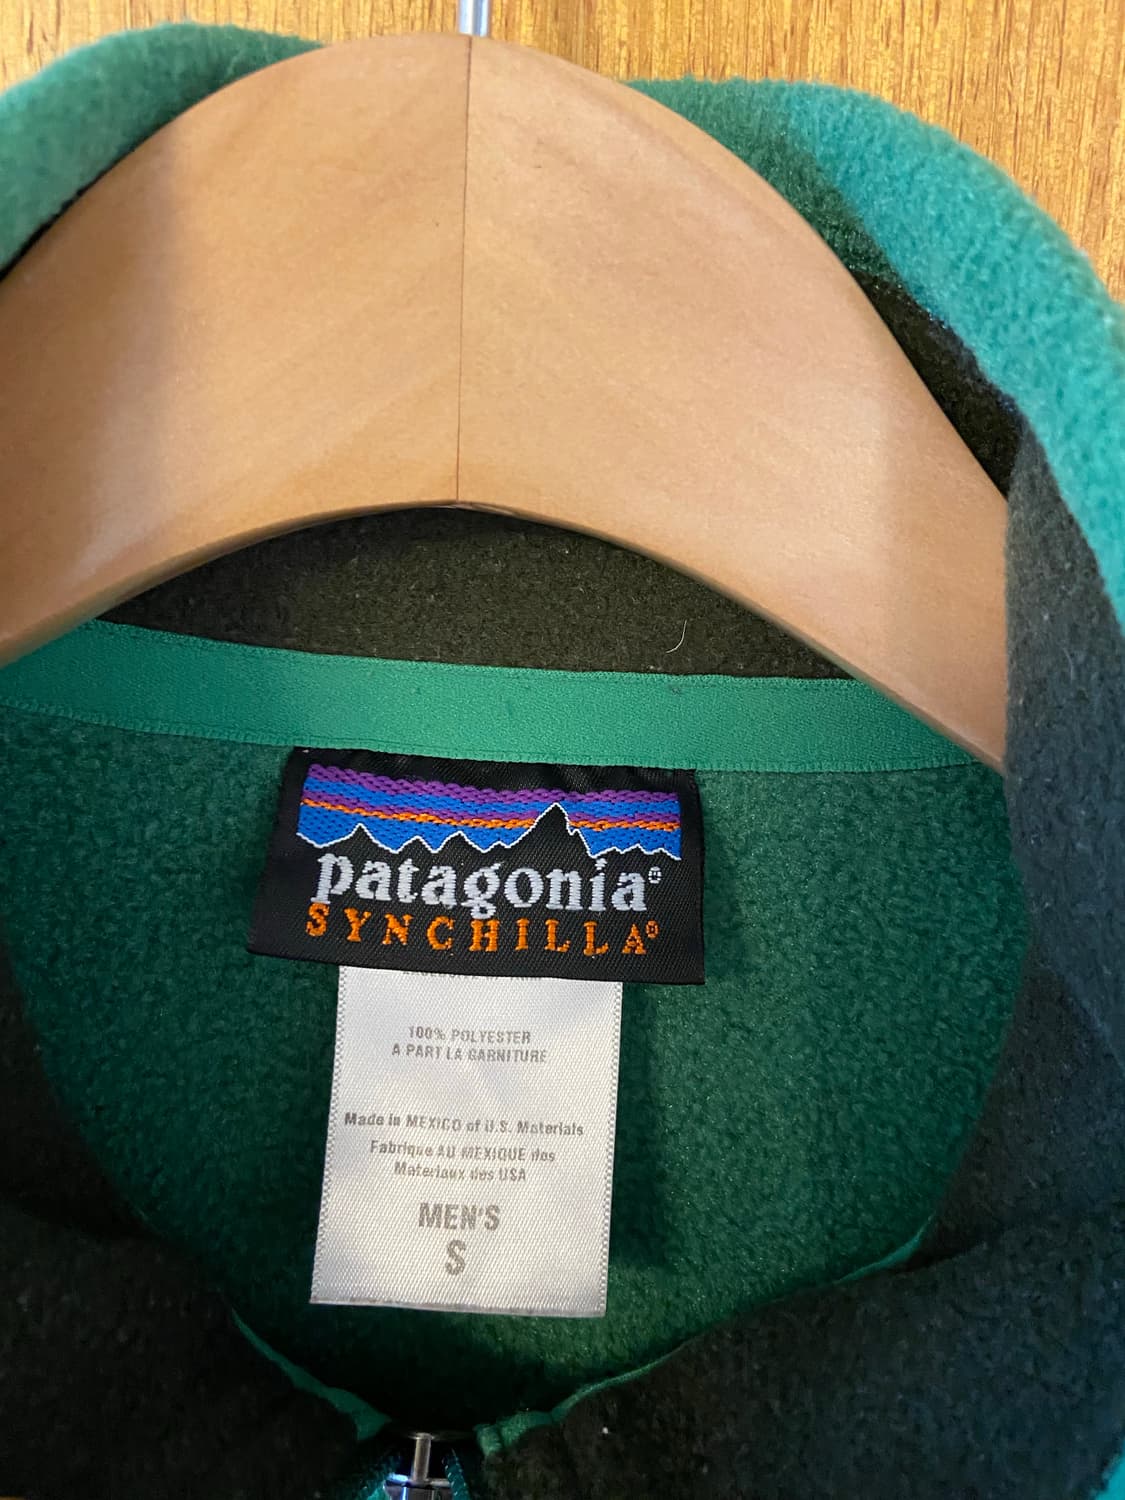 patagonia®
SYNCHILLA®
100% POLYESTER
A PART LA GARNITURE
Made in MEXICO of U.S. Materials
Fabrique AU MEXIQUE des
Materiaux des USA
MEN'S
S